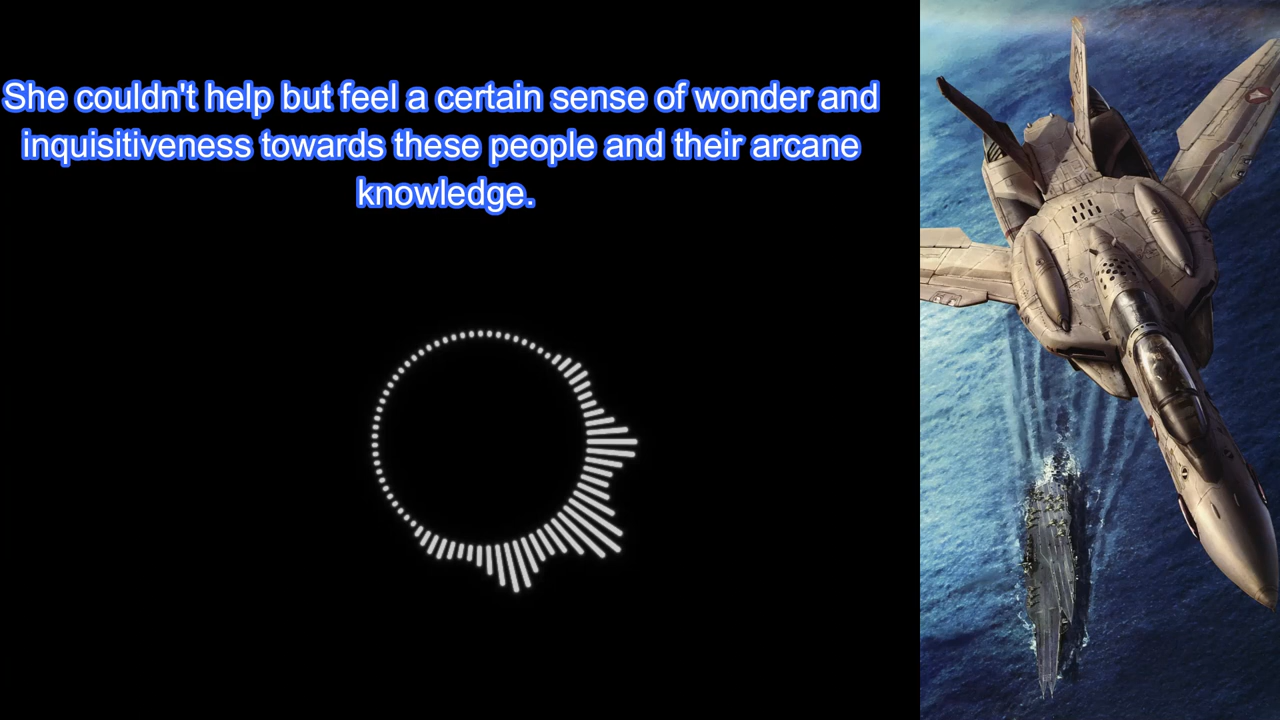 She couldn't help but feel a certain sense of wonder and
inquisitiveness towards these people and their arcane
knowledge.